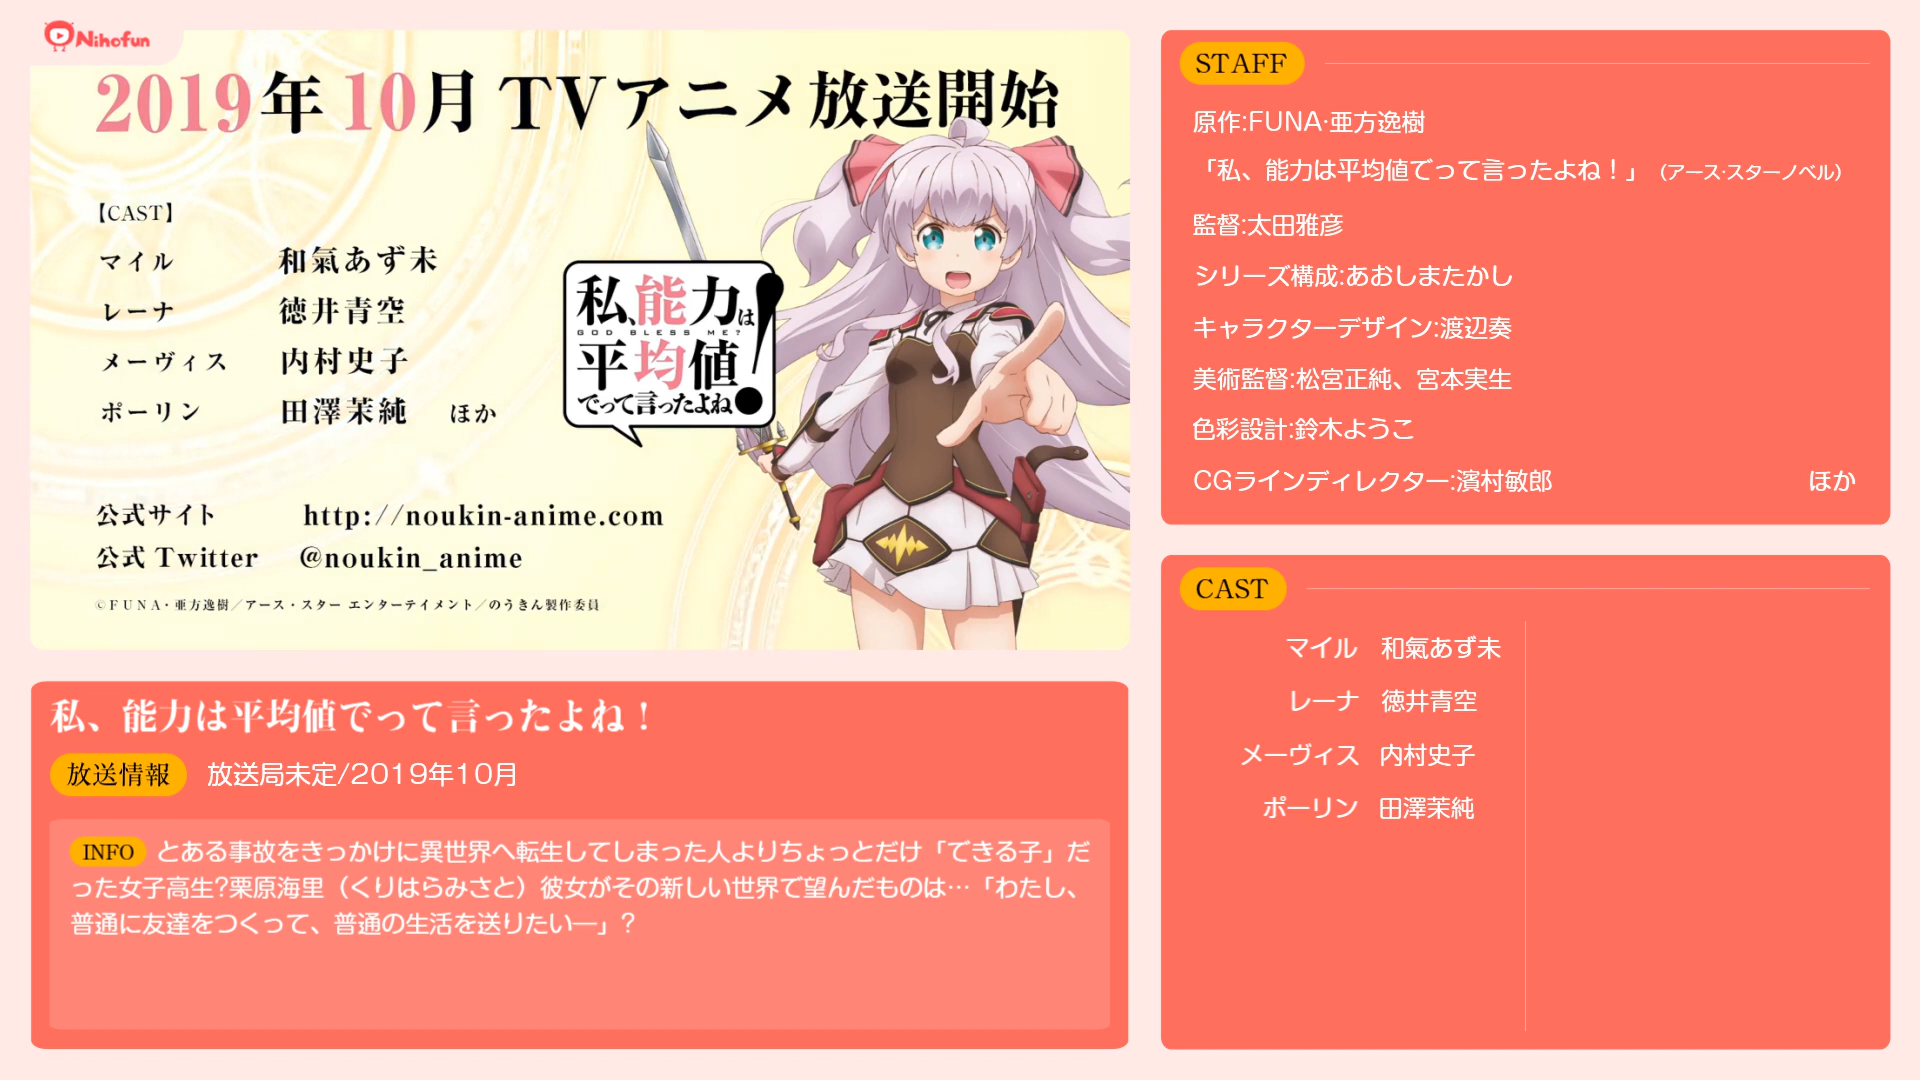 Nihofun
2019年10月TVアニメ放送開始
【CAST】
マイル 和氣あず未
レーナ 徳井青空
メーヴィス 内村史子
ポーリン 田澤茉純 ほか
私、能力は
GOD BLESS ME?
平均値
でって言ったよね!
公式サイト http://noukin-anime.com
公式 Twitter @noukin_anime
©FUNA・亜方逸樹／アース・スター エンターテイメント／のうきん製作委員
私、能力は平均値でって言ったよね！
放送情報 放送局未定/2019年10月
INFO とある事故をきっかけに異世界へ転生してしまった人よりちょっとだけ「できる子」だ
った女子高生?栗原海里（くりはらみさと）彼女がその新しい世界で望んだものは…「わたし、
普通に友達をつくって、普通の生活を送りたい―」?
STAFF
原作:FUNA·亜方逸樹
「私、能力は平均値でって言ったよね！」（アース·スターノベル）
監督:太田雅彦
シリーズ構成:あおしまたかし
キャラクターデザイン:渡辺奏
美術監督:松宮正純、宮本実生
色彩設計:鈴木ようこ
CGラインディレクター:濱村敏郎 ほか
CAST
マイル 和氣あず未
レーナ 徳井青空
メーヴィス 内村史子
ポーリン 田澤茉純